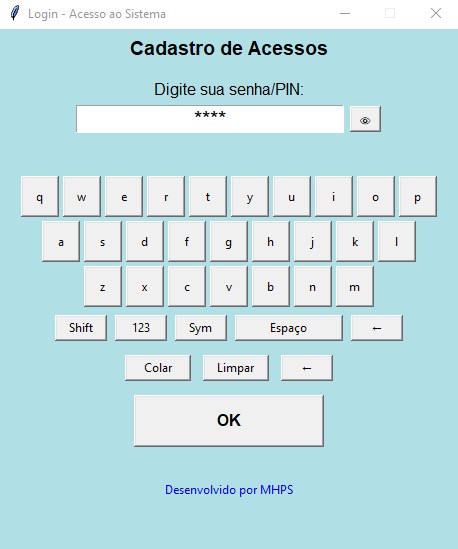 Login - Acesso ao Sistema
Cadastro de Acessos
Digite sua senha/PIN:
****
q w e r t y u i o p
a s d f g h j k l
z x c v b n m
Shift 123 Sym Espaço ←
Colar Limpar ←
OK
Desenvolvido por MHPS